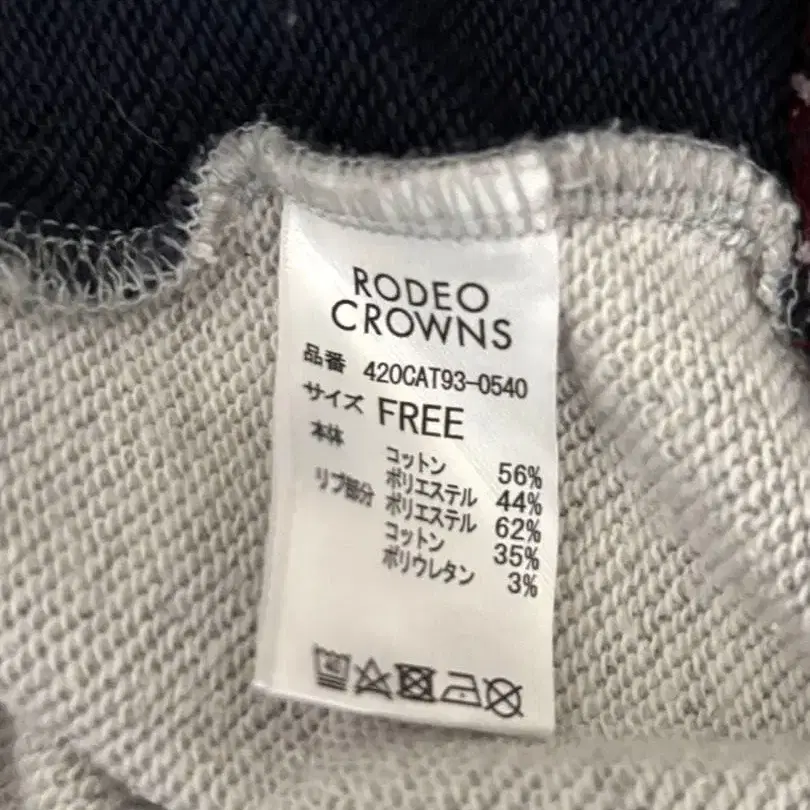 RODEO
CROWNS
品番 420CAT93-0540
サイズ FREE
本体 コットン 56%
ポリエステル 44%
リブ部分 ポリエステル 62%
コットン 35%
ポリウレタン 3%